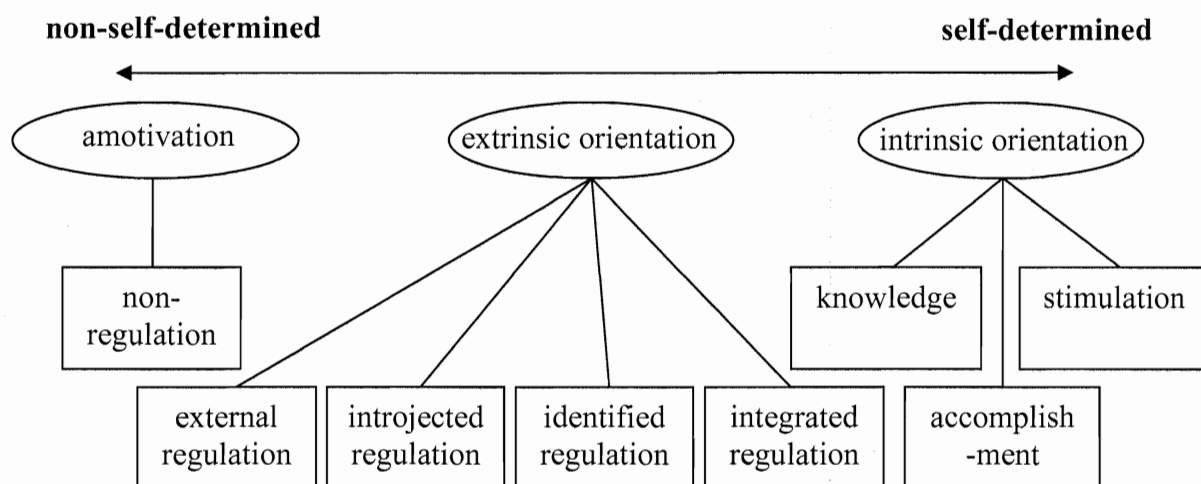 non-self-determined
self-determined
amotivation
extrinsic orientation
intrinsic orientation
non-
regulation
knowledge
stimulation
external
regulation
introjected
regulation
identified
regulation
integrated
regulation
accomplish
-ment